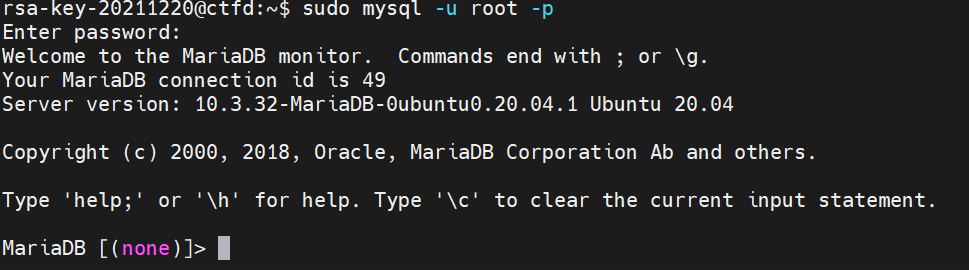 rsa-key-20211220@ctfd:~$ sudo mysql -u root -p
Enter password:
Welcome to the MariaDB monitor.  Commands end with ; or \g.
Your MariaDB connection id is 49
Server version: 10.3.32-MariaDB-0ubuntu0.20.04.1 Ubuntu 20.04
Copyright (c) 2000, 2018, Oracle, MariaDB Corporation Ab and others.
Type 'help;' or '\h' for help. Type '\c' to clear the current input statement.
MariaDB [(none)]>